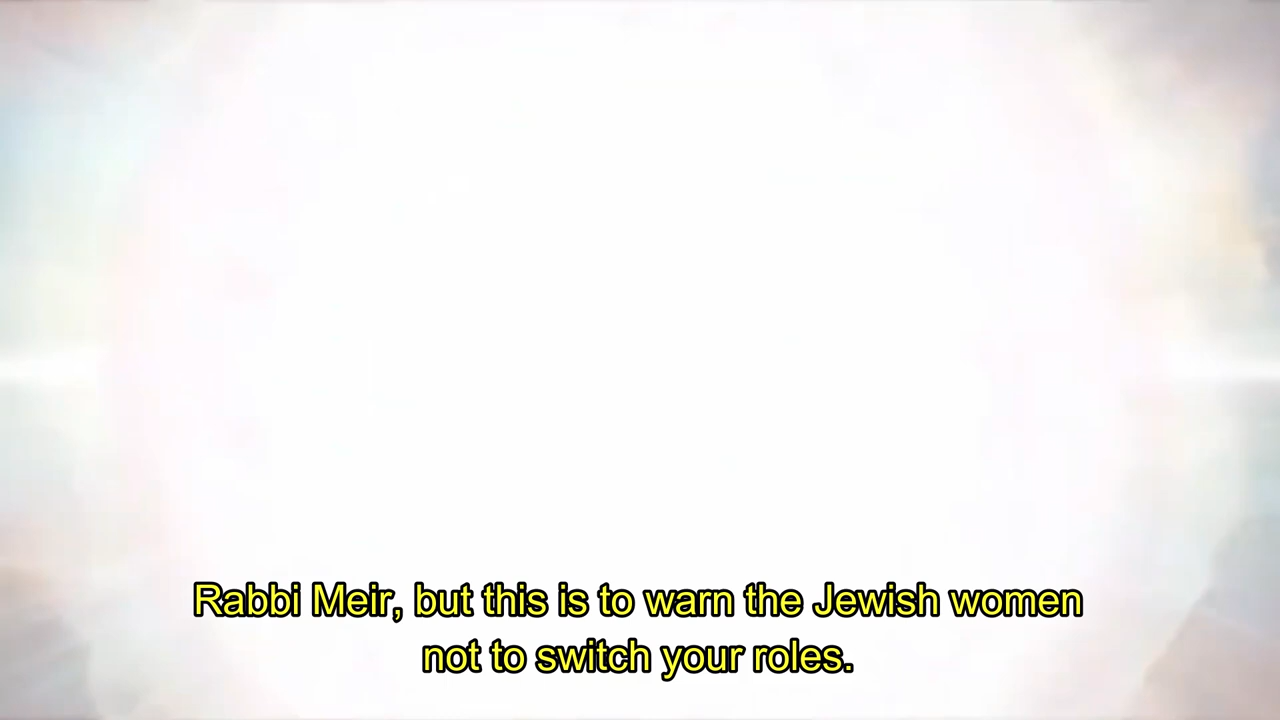 Rabbi Meir, but this is to warn the Jewish women
not to switch your roles.